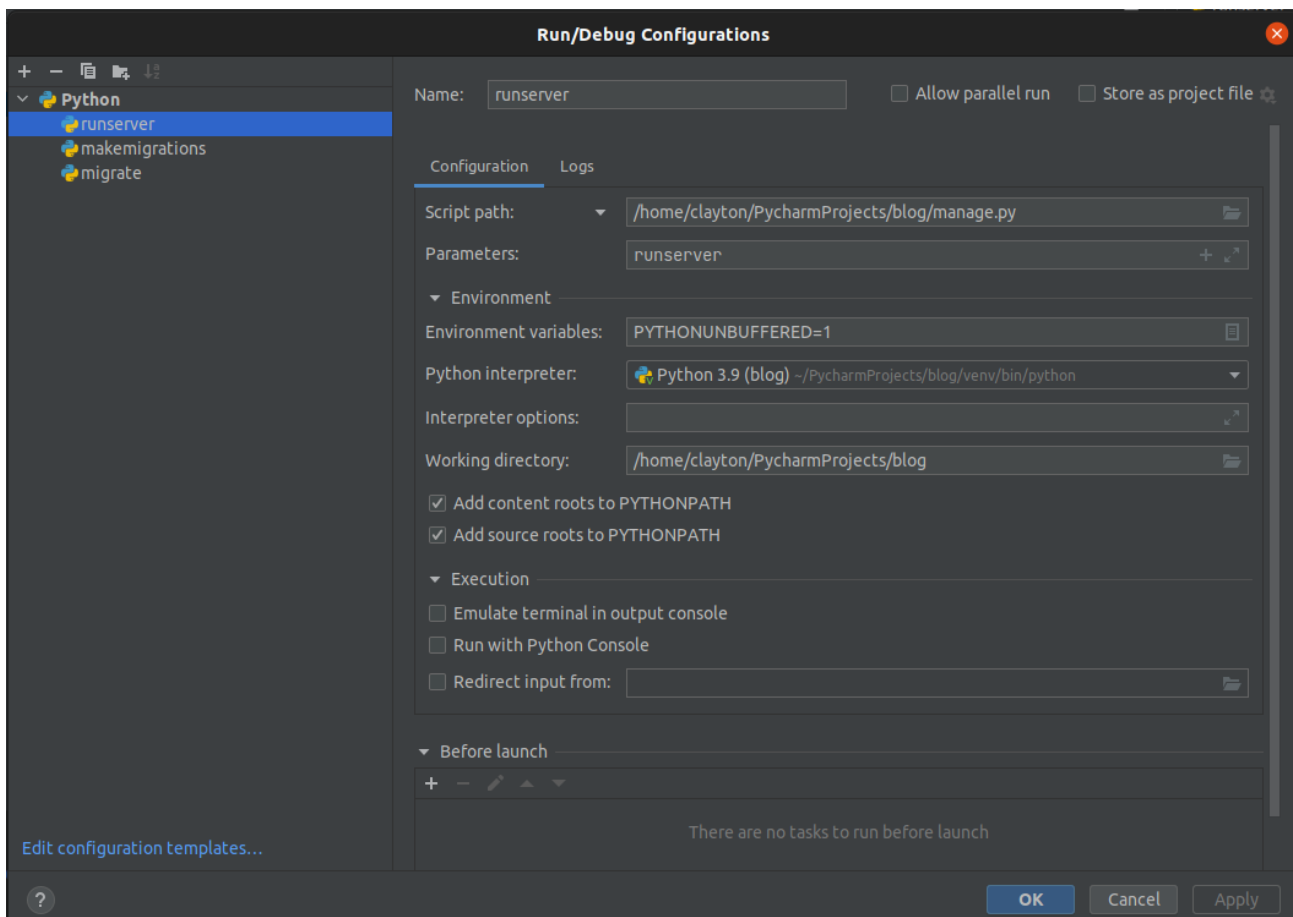 Run/Debug Configurations
Python
runserver
makemigrations
migrate
Edit configuration templates...
Name: runserver Allow parallel run Store as project file
Configuration Logs
Script path: /home/clayton/PycharmProjects/blog/manage.py
Parameters: runserver
Environment
Environment variables: PYTHONUNBUFFERED=1
Python interpreter: Python 3.9 (blog) ~/PycharmProjects/blog/venv/bin/python
Interpreter options:
Working directory: /home/clayton/PycharmProjects/blog
Add content roots to PYTHONPATH
Add source roots to PYTHONPATH
Execution
Emulate terminal in output console
Run with Python Console
Redirect input from:
Before launch
There are no tasks to run before launch
? OK Cancel Apply